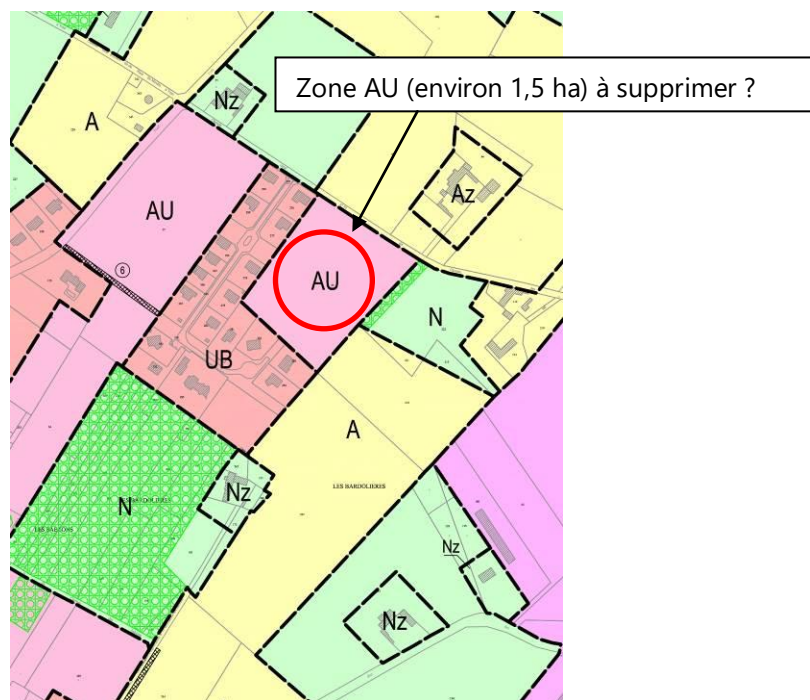 Zone AU (environ 1,5 ha) à supprimer ?
Nz
A
Az
AU
6
AU
N
UB
A
LES BARDOLIERES
Nz
N
Nz
Nz